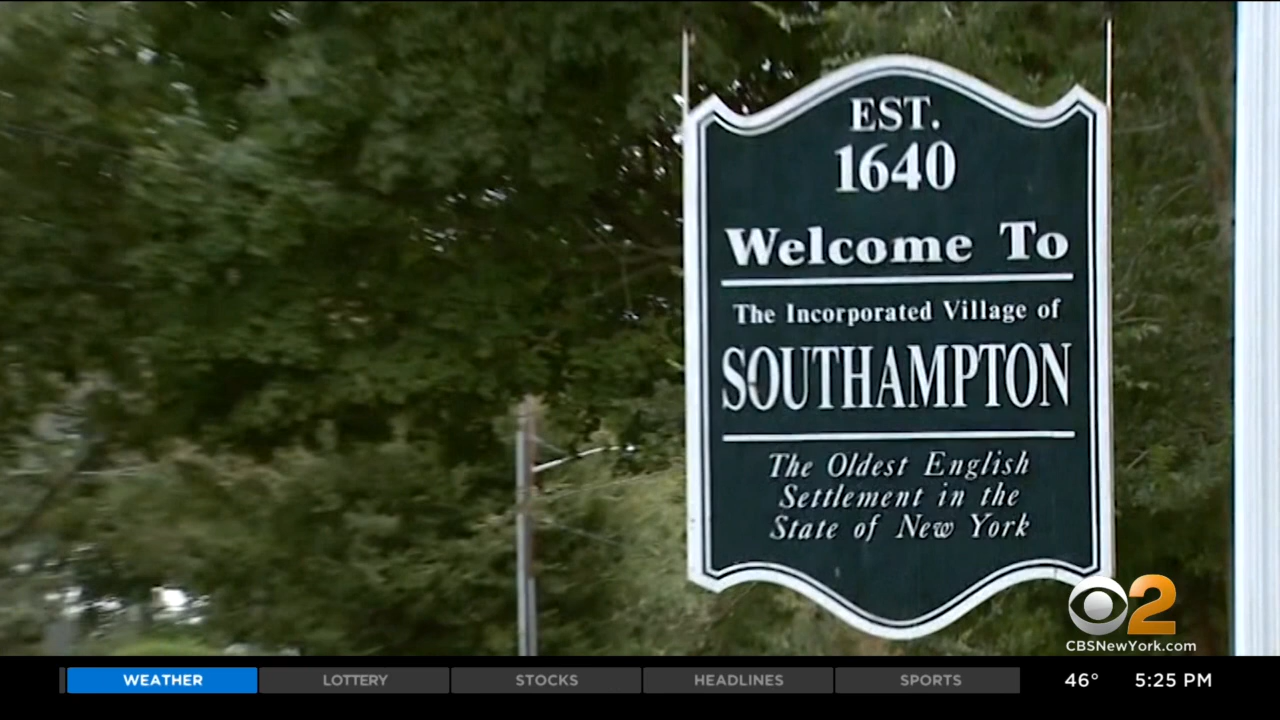 EST.
1640
Welcome To
The Incorporated Village of
SOUTHAMPTON
The Oldest English
Settlement in the
State of New York
2
CBSNewYork.com
WEATHER LOTTERY STOCKS HEADLINES SPORTS 46° 5:25 PM